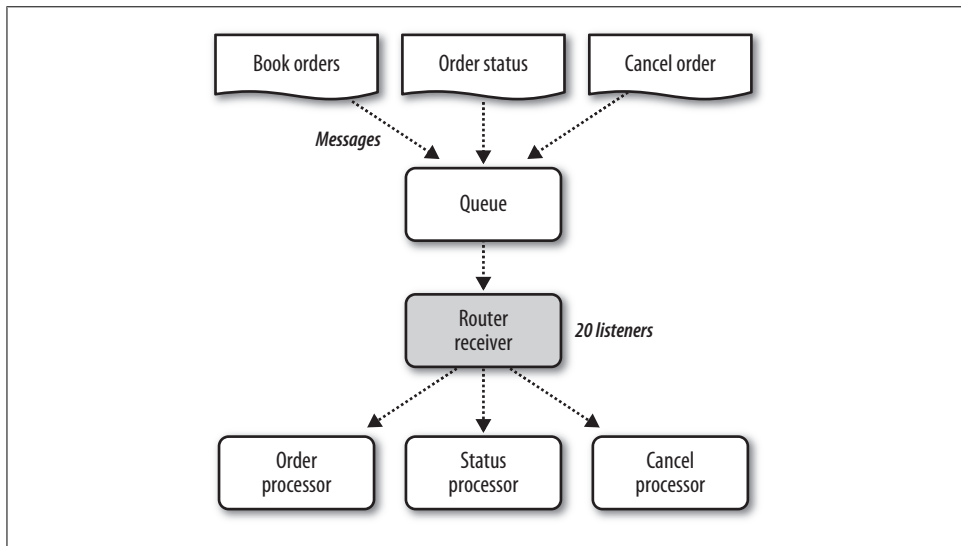 Book orders
Order status
Cancel order
Messages
Queue
Router
receiver
20 listeners
Order
processor
Status
processor
Cancel
processor